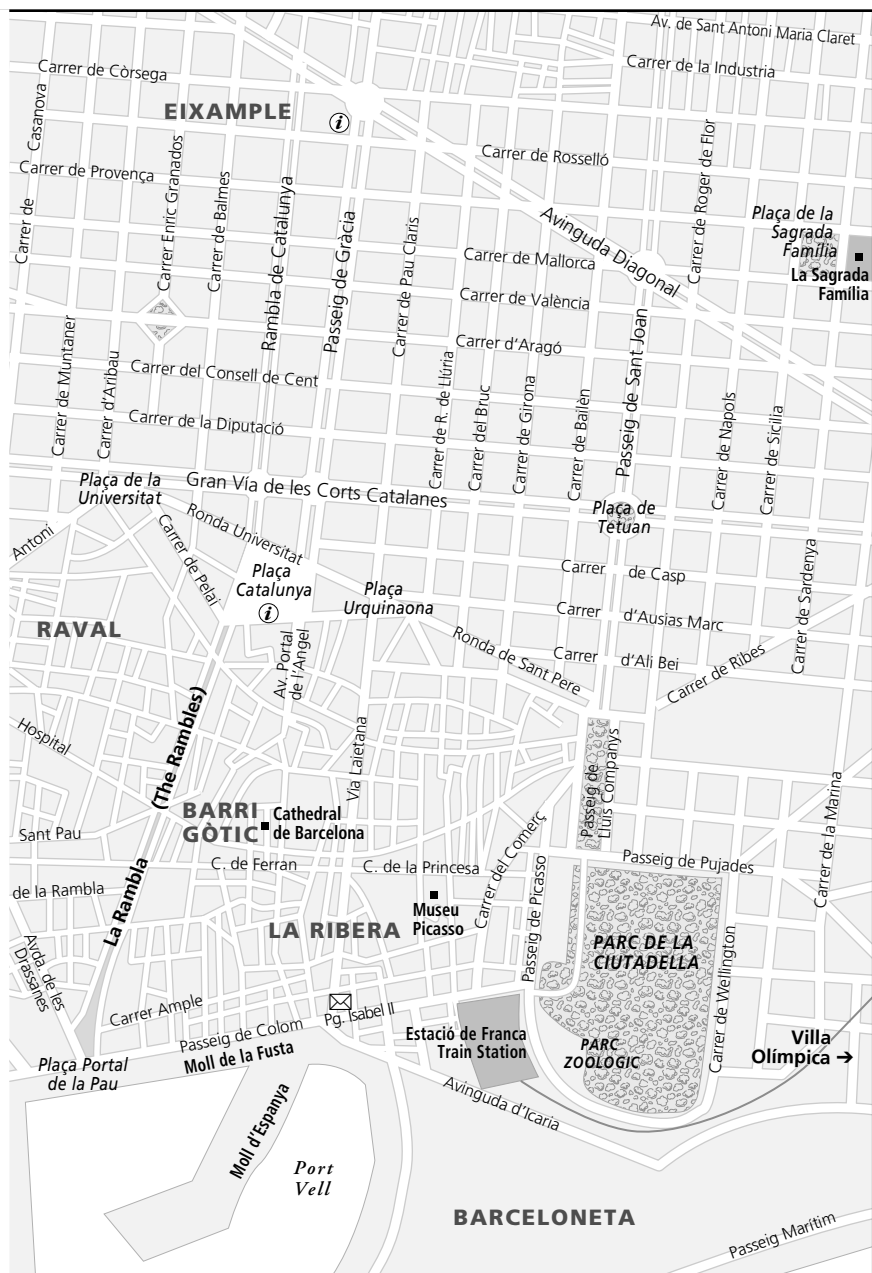 Av. de Sant Antoni Maria Claret
Carrer de Còrsega
Carrer de la Industria
Casanova
Carrer de
EIXAMPLE
i
Carrer de Provença
Carrer Enric Granados
Carrer de Balmes
Rambla de Catalunya
Passeig de Gràcia
Carrer de Pau Claris
Carrer de Rosselló
Carrer de Roger de Flor
Avinguda Diagonal
Plaça de la
Sagrada
Família
La Sagrada
Família
Carrer de Mallorca
Carrer de València
Carrer d'Aragó
Carrer de Muntaner
Carrer d'Aribau
Carrer del Consell de Cent
Carrer de la Diputació
Carrer de R. de Llúria
Carrer del Bruc
Carrer de Girona
Carrer de Bailèn
Passeig de Sant Joan
Carrer de Napols
Carrer de Sicilia
Plaça de la
Universitat
Gran Vía de les Corts Catalanes
Plaça de
Tetuan
Antoni
Carrer de Pelai
Ronda Universitat
Plaça
Catalunya
i
Plaça
Urquinaona
Carrer de Casp
Carrer d'Ausias Marc
Carrer d'Ali Bei
Carrer de Sardenya
Carrer de Ribes
Ronda de Sant Pere
RAVAL
Av. Portal
de l'Angel
Hospital
La Rambla (The Rambles)
Via Laietana
Passeig de
Lluis Companys
Carrer de la Marina
BARRI
GÒTIC
Cathedral
de Barcelona
Sant Pau
C. de Ferran
C. de la Princesa
Carrer del Comerç
Passeig de Picasso
Passeig de Pujades
de la Rambla
Museu
Picasso
LA RIBERA
PARC DE LA
CIUTADELLA
Carrer de Wellington
Avda. de les
Drassanes
Carrer Ample
Passeig de Colom
Pg. Isabel II
Moll de la Fusta
Estació de Franca
Train Station
PARC
ZOOLOGIC
Villa
Olímpica ➔
Plaça Portal
de la Pau
Avinguda d'Icaria
Moll d'Espanya
Port
Vell
BARCELONETA
Passeig Marítim